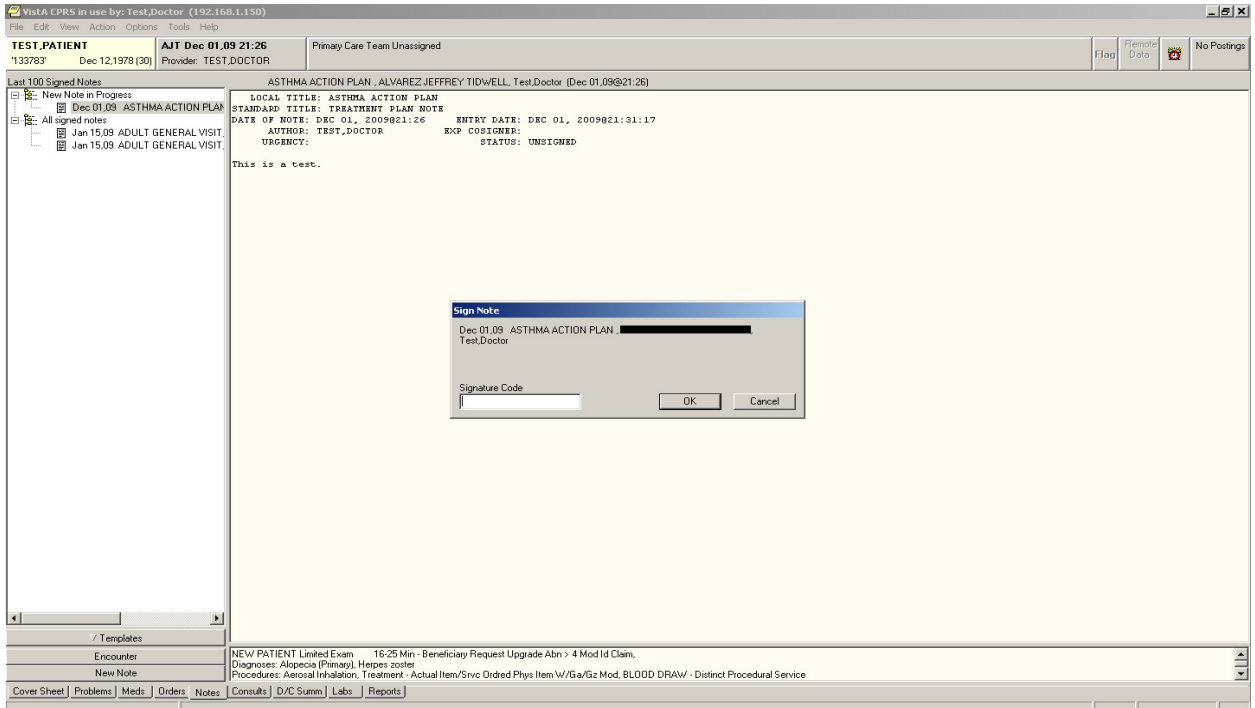 VistA CPRS in use by: Test,Doctor (192.168.1.150)
File Edit View Action Options Tools Help
TEST,PATIENT
'133783' Dec 12,1978 (30)
AJT Dec 01,09 21:26
Provider: TEST,DOCTOR
Primary Care Team Unassigned
Flag
Remote
Data
No Postings
Last 100 Signed Notes
ASTHMA ACTION PLAN , ALVAREZ JEFFREY TIDWELL, Test,Doctor (Dec 01,09@21:26)
New Note in Progress
Dec 01,09 ASTHMA ACTION PLAN
All signed notes
Jan 15,09 ADULT GENERAL VISIT,
Jan 15,09 ADULT GENERAL VISIT,
LOCAL TITLE: ASTHMA ACTION PLAN
STANDARD TITLE: TREATMENT PLAN NOTE
DATE OF NOTE: DEC 01, 2009@21:26 ENTRY DATE: DEC 01, 2009@21:31:17
AUTHOR: TEST,DOCTOR EXP COSIGNER:
URGENCY: STATUS: UNSIGNED
This is a test.
Sign Note
Dec 01,09 ASTHMA ACTION PLAN ,
Test,Doctor
Signature Code
OK Cancel
/ Templates
Encounter
New Note
NEW PATIENT Limited Exam 16-25 Min - Beneficiary Request Upgrade Abn > 4 Mod Id Claim,
Diagnoses: Alopecia (Primary), Herpes zoster
Procedures: Aerosal Inhalation, Treatment - Actual Item/Srvc Ordred Phys Item W/Ga/Gz Mod, BLOOD DRAW - Distinct Procedural Service
Cover Sheet Problems Meds Orders Notes Consults D/C Summ Labs Reports